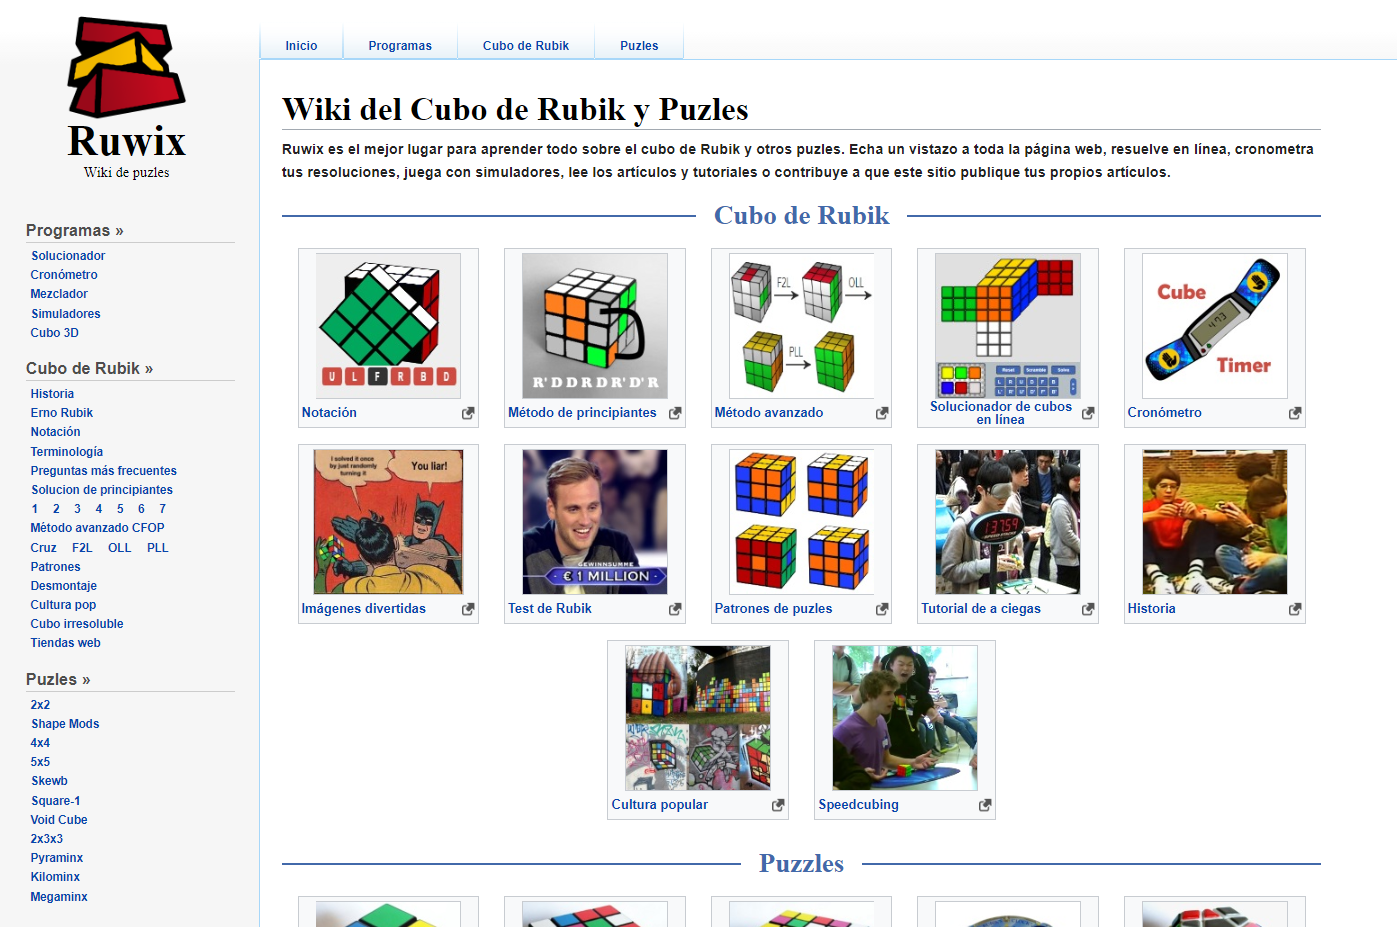 Ruwix
Wiki de puzles
Inicio
Programas
Cubo de Rubik
Puzles
Programas »
Solucionador
Cronómetro
Mezclador
Simuladores
Cubo 3D
Cubo de Rubik »
Historia
Erno Rubik
Notación
Terminología
Preguntas más frecuentes
Solucion de principiantes
1 2 3 4 5 6 7
Método avanzado CFOP
Cruz F2L OLL PLL
Patrones
Desmontaje
Cultura pop
Cubo irresoluble
Tiendas web
Puzles »
2x2
Shape Mods
4x4
5x5
Skewb
Square-1
Void Cube
2x3x3
Pyraminx
Kilominx
Megaminx
Wiki del Cubo de Rubik y Puzles
Ruwix es el mejor lugar para aprender todo sobre el cubo de Rubik y otros puzles. Echa un vistazo a toda la página web, resuelve en línea, cronometra
tus resoluciones, juega con simuladores, lee los artículos y tutoriales o contribuye a que este sitio publique tus propios artículos.
Cubo de Rubik
U L F R B D
Notación
R' D D R D R' D' R
Método de principiantes
F2L
OLL
PLL
Método avanzado
Reset Scramble Solve
L R U D F B
Solucionador de cubos
en línea
Cube
473
Timer
Cronómetro
I solved it once
by just randomly
turning it
You liar!
Imágenes divertidas
GEWINNSUMME
€ 1 MILLION
Test de Rubik
Patrones de puzles
13759
Tutorial de a ciegas
Historia
Cultura popular
Speedcubing
Puzzles